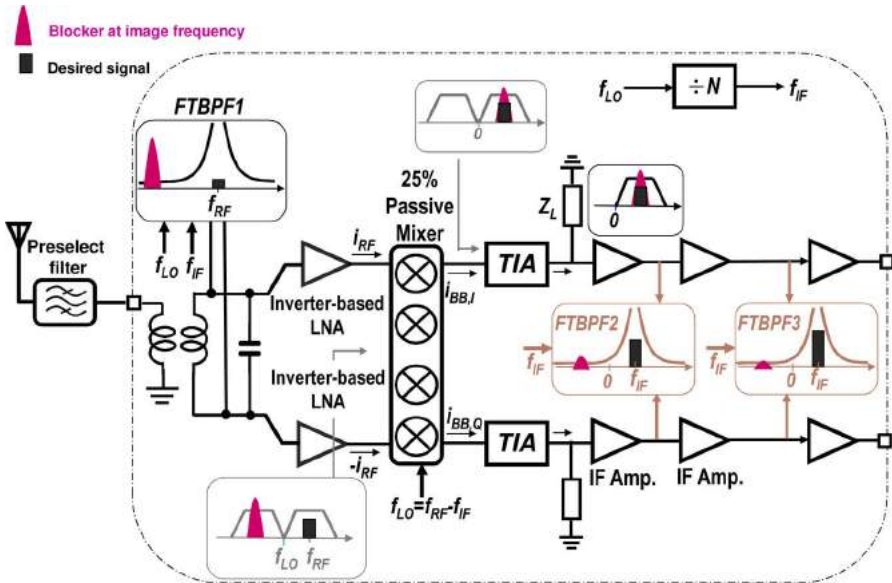 Blocker at image frequency
Desired signal
FTBPF1
f_RF
f_LO f_IF
Preselect
filter
0
f_LO ÷N f_IF
25%
Passive
Mixer
Z_L
0
i_RF
Inverter-based
LNA
Inverter-based
LNA
-i_RF
TIA
i_BB,I
i_BB,Q
TIA
FTBPF2
f_IF
0 f_IF
FTBPF3
f_IF
0 f_IF
IF Amp. IF Amp.
f_LO=f_RF-f_IF
f_LO f_RF